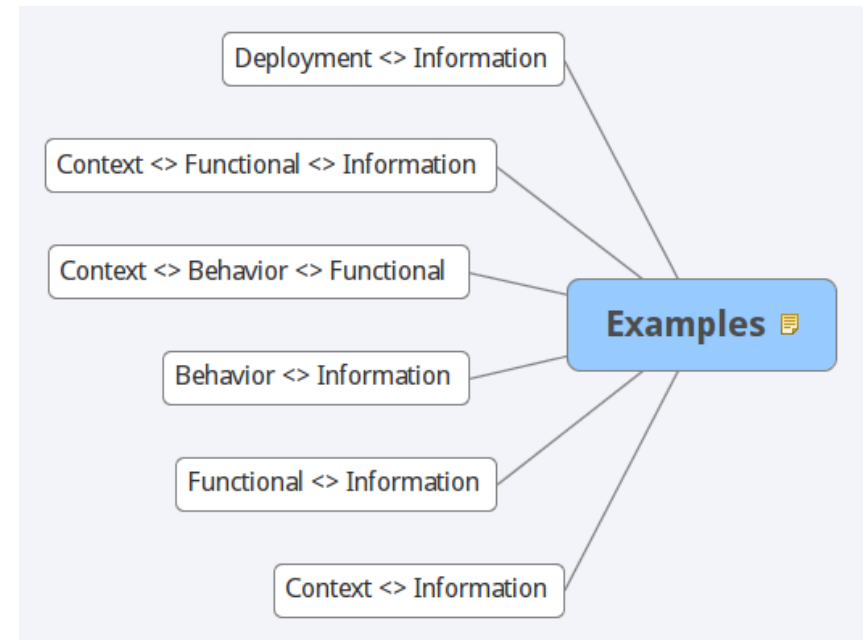 Deployment <> Information
Context <> Functional <> Information
Context <> Behavior <> Functional
Examples
Behavior <> Information
Functional <> Information
Context <> Information